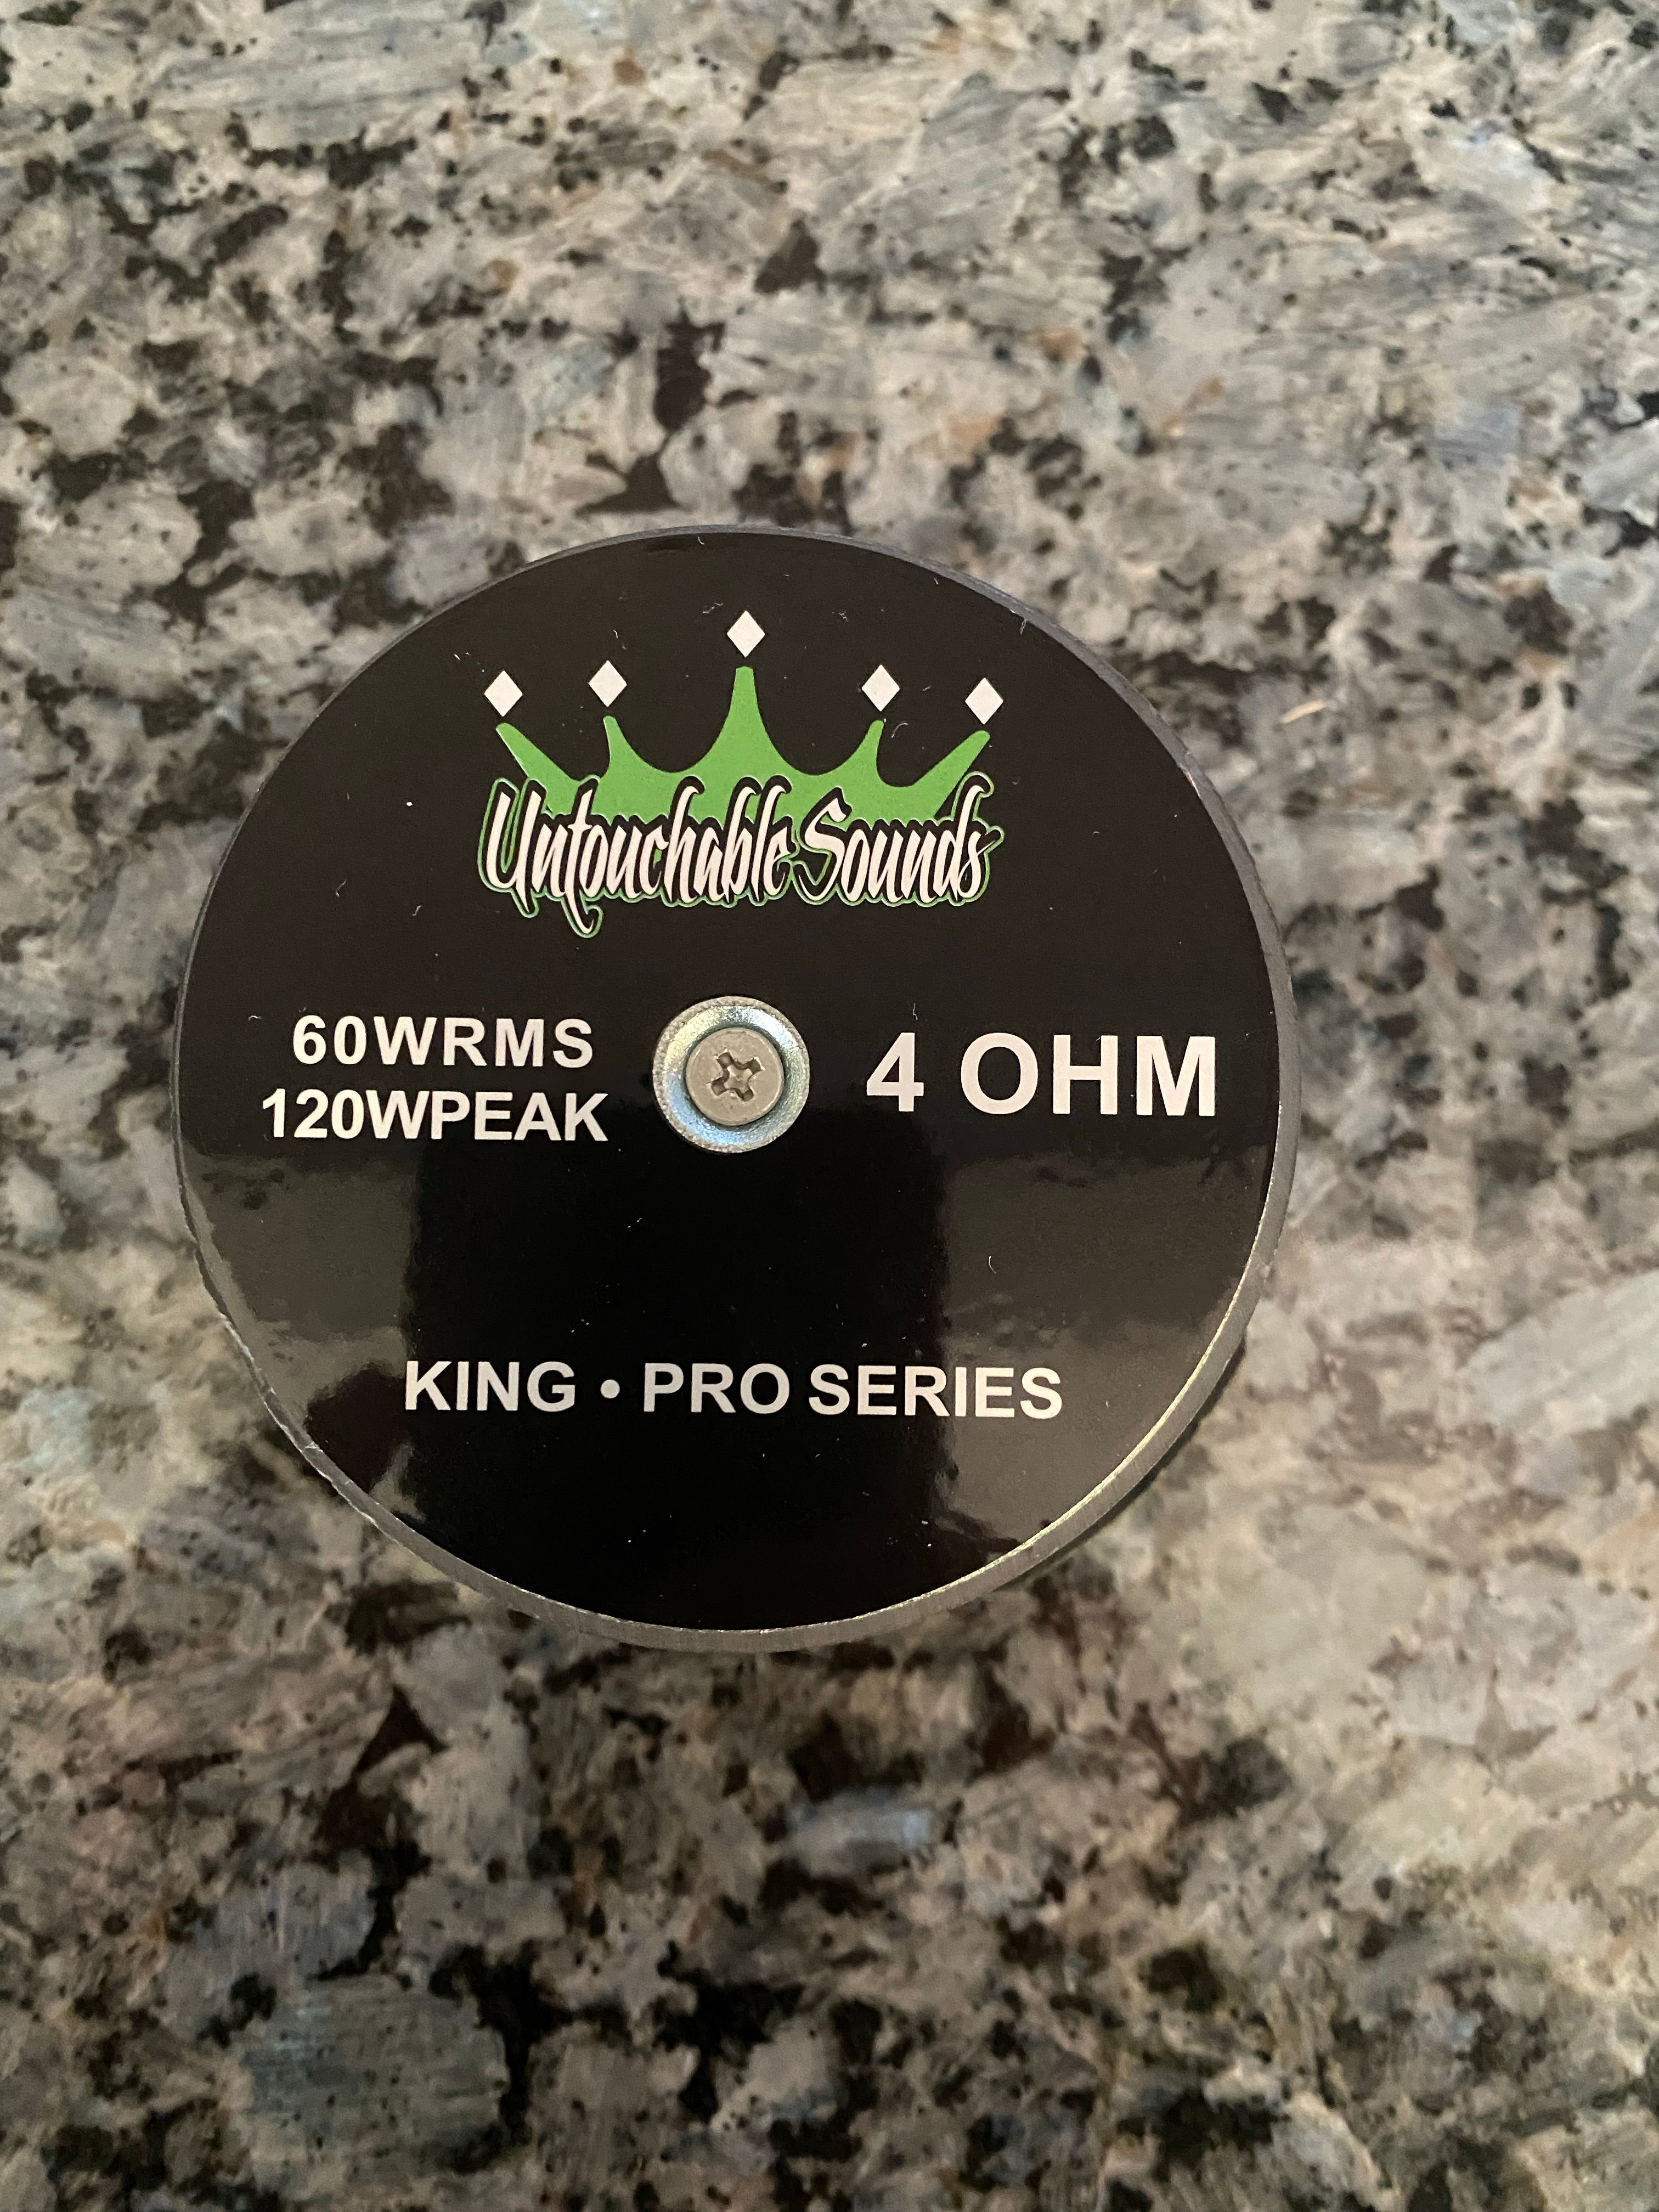 Untouchable Sounds
60WRMS
120WPEAK
4 OHM
KING • PRO SERIES